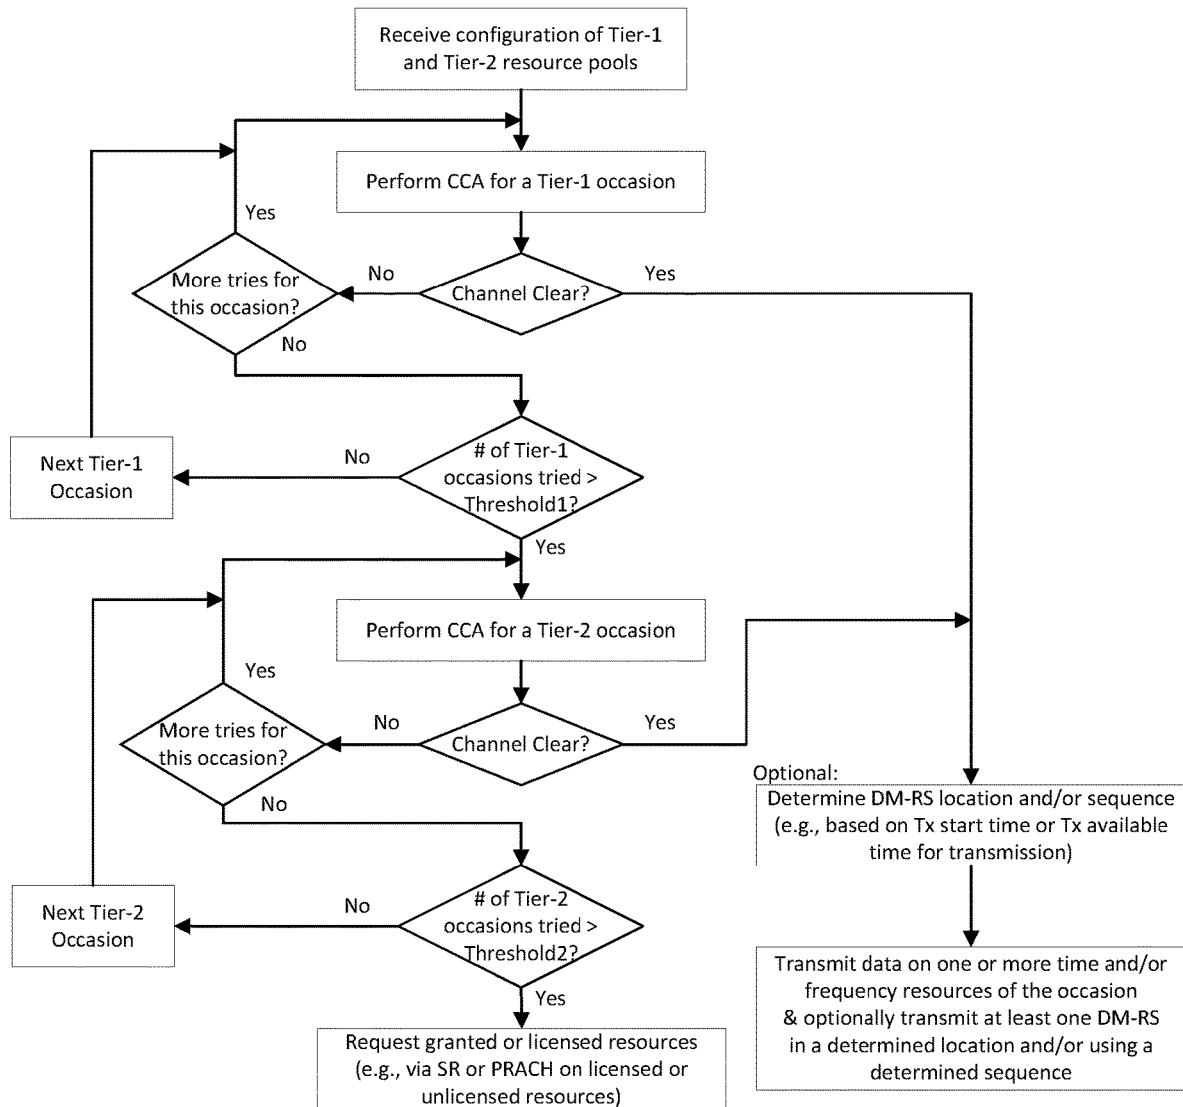 Receive configuration of Tier-1
and Tier-2 resource pools
Perform CCA for a Tier-1 occasion
Yes
More tries for
this occasion?
No
Channel Clear?
Yes
No
# of Tier-1
occasions tried >
Threshold1?
No
Next Tier-1
Occasion
Yes
Perform CCA for a Tier-2 occasion
Yes
More tries for
this occasion?
No
Channel Clear?
Yes
No
Optional:
Determine DM-RS location and/or sequence
(e.g., based on Tx start time or Tx available
time for transmission)
# of Tier-2
occasions tried >
Threshold2?
No
Next Tier-2
Occasion
Yes
Transmit data on one or more time and/or
frequency resources of the occasion
& optionally transmit at least one DM-RS
in a determined location and/or using a
determined sequence
Request granted or licensed resources
(e.g., via SR or PRACH on licensed or
unlicensed resources)